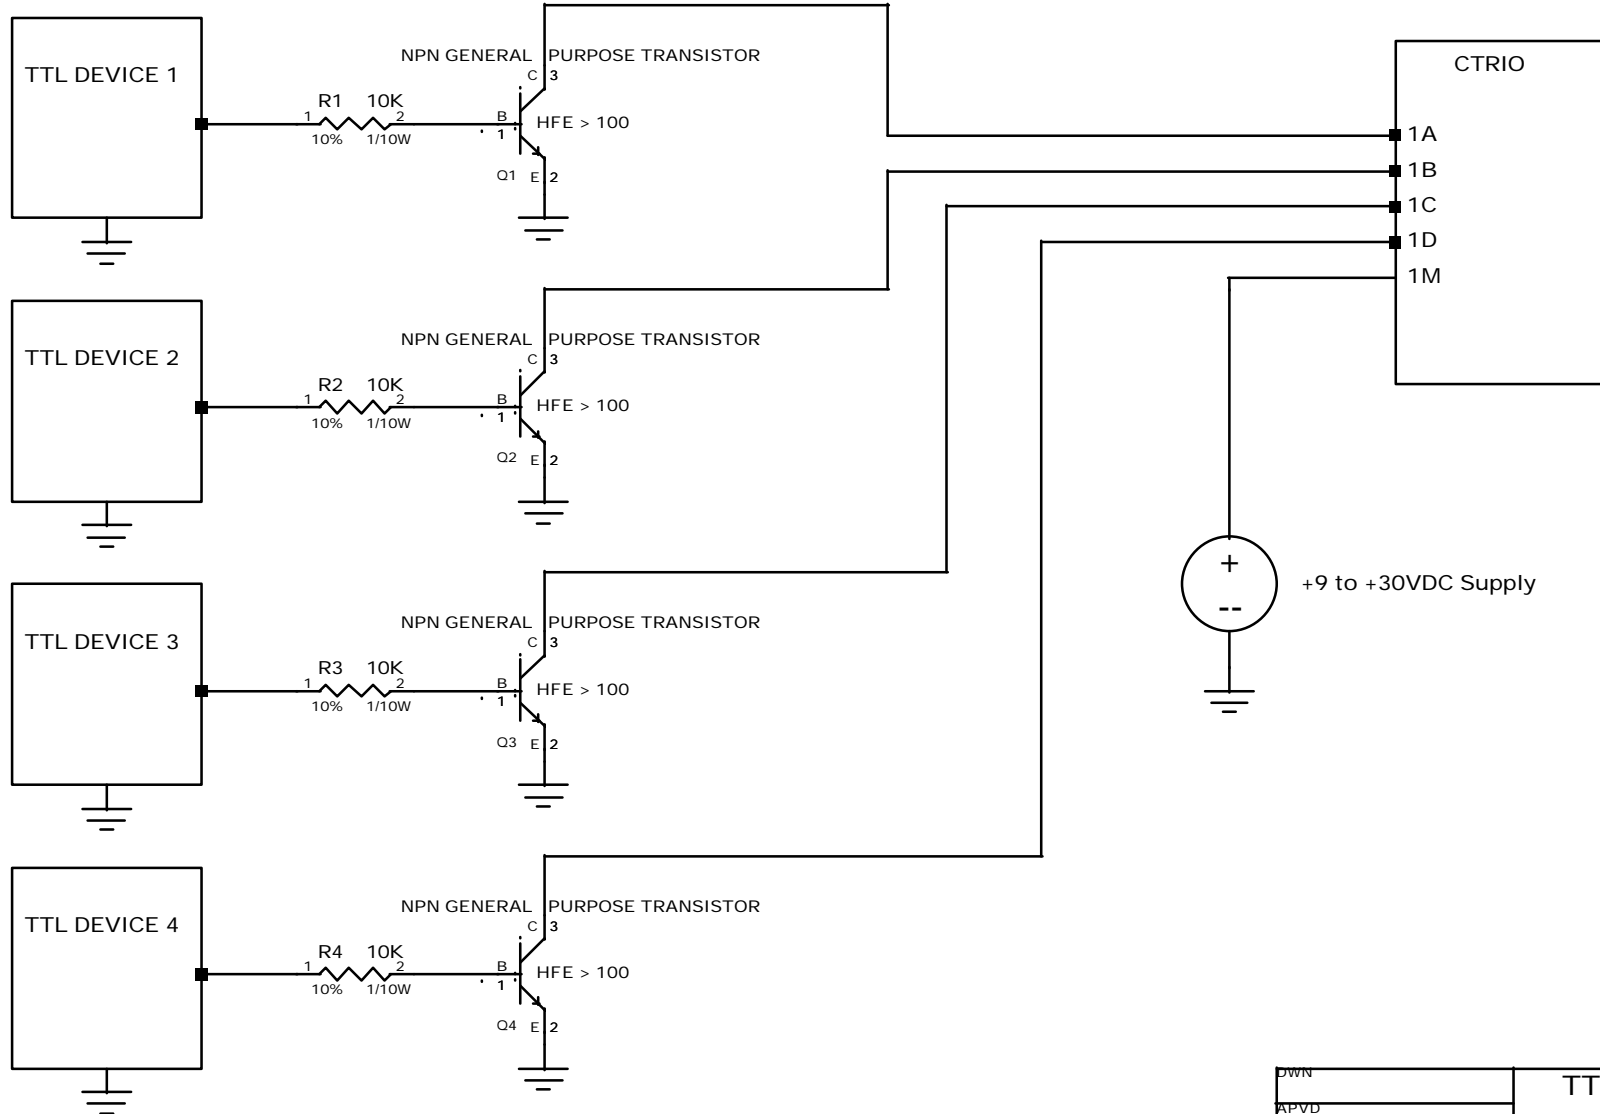 TTL DEVICE 1
R1 10K
1 2
10% 1/10W
NPN GENERAL PURPOSE TRANSISTOR
C 3
B
1
HFE > 100
Q1 E 2
CTRIO
1A
1B
1C
1D
1M
TTL DEVICE 2
R2 10K
1 2
10% 1/10W
NPN GENERAL PURPOSE TRANSISTOR
C 3
B
1
HFE > 100
Q2 E 2
+
--
+9 to +30VDC Supply
TTL DEVICE 3
R3 10K
1 2
10% 1/10W
NPN GENERAL PURPOSE TRANSISTOR
C 3
B
1
HFE > 100
Q3 E 2
TTL DEVICE 4
R4 10K
1 2
10% 1/10W
NPN GENERAL PURPOSE TRANSISTOR
C 3
B
1
HFE > 100
Q4 E 2
DWN
APVD
TT